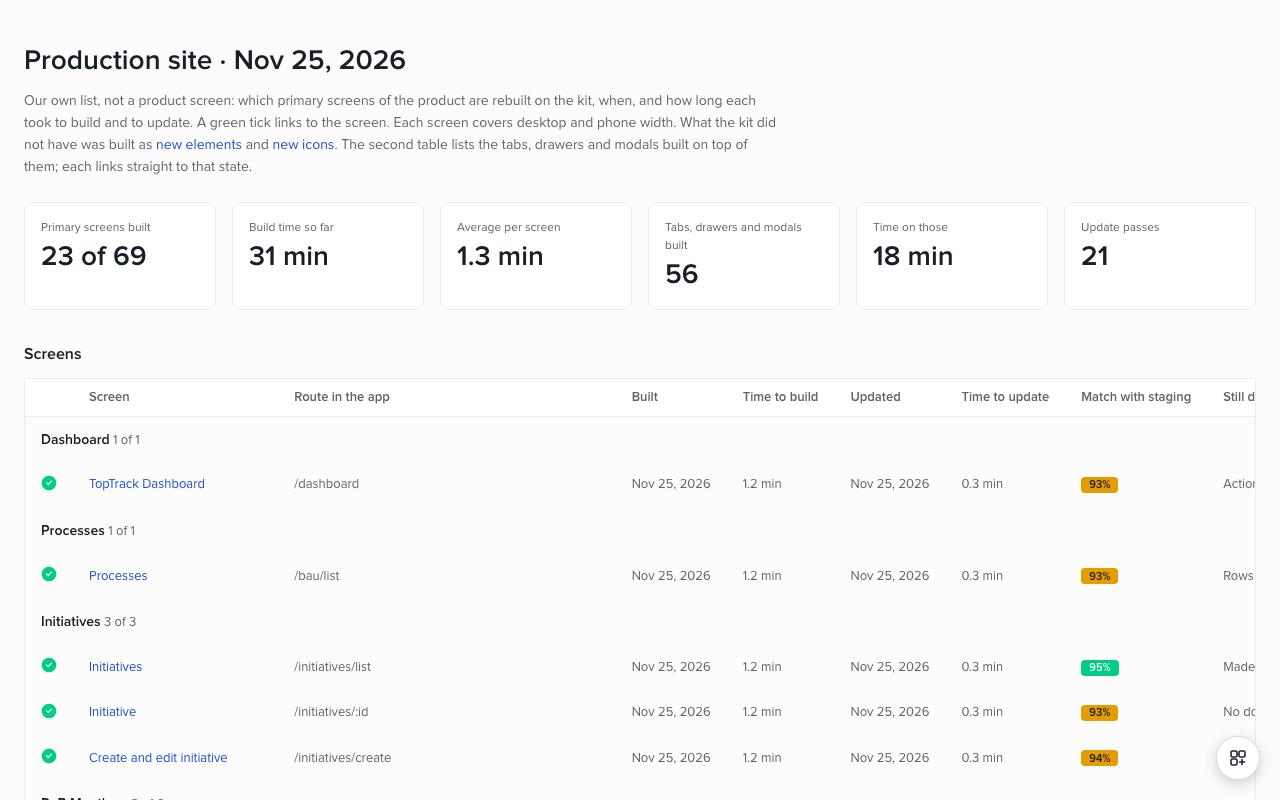 Production site · Nov 25, 2026
Our own list, not a product screen: which primary screens of the product are rebuilt on the kit, when, and how long each
took to build and to update. A green tick links to the screen. Each screen covers desktop and phone width. What the kit did
not have was built as new elements and new icons. The second table lists the tabs, drawers and modals built on top of
them; each links straight to that state.
Primary screens built
23 of 69
Build time so far
31 min
Average per screen
1.3 min
Tabs, drawers and modals
built
56
Time on those
18 min
Update passes
21
Screens
Screen Route in the app Built Time to build Updated Time to update Match with staging Still d
Dashboard 1 of 1
TopTrack Dashboard /dashboard Nov 25, 2026 1.2 min Nov 25, 2026 0.3 min 93% Action
Processes 1 of 1
Processes /bau/list Nov 25, 2026 1.2 min Nov 25, 2026 0.3 min 93% Rows
Initiatives 3 of 3
Initiatives /initiatives/list Nov 25, 2026 1.2 min Nov 25, 2026 0.3 min 95% Made
Initiative /initiatives/:id Nov 25, 2026 1.2 min Nov 25, 2026 0.3 min 93% No do
Create and edit initiative /initiatives/create Nov 25, 2026 1.2 min Nov 25, 2026 0.3 min 94%